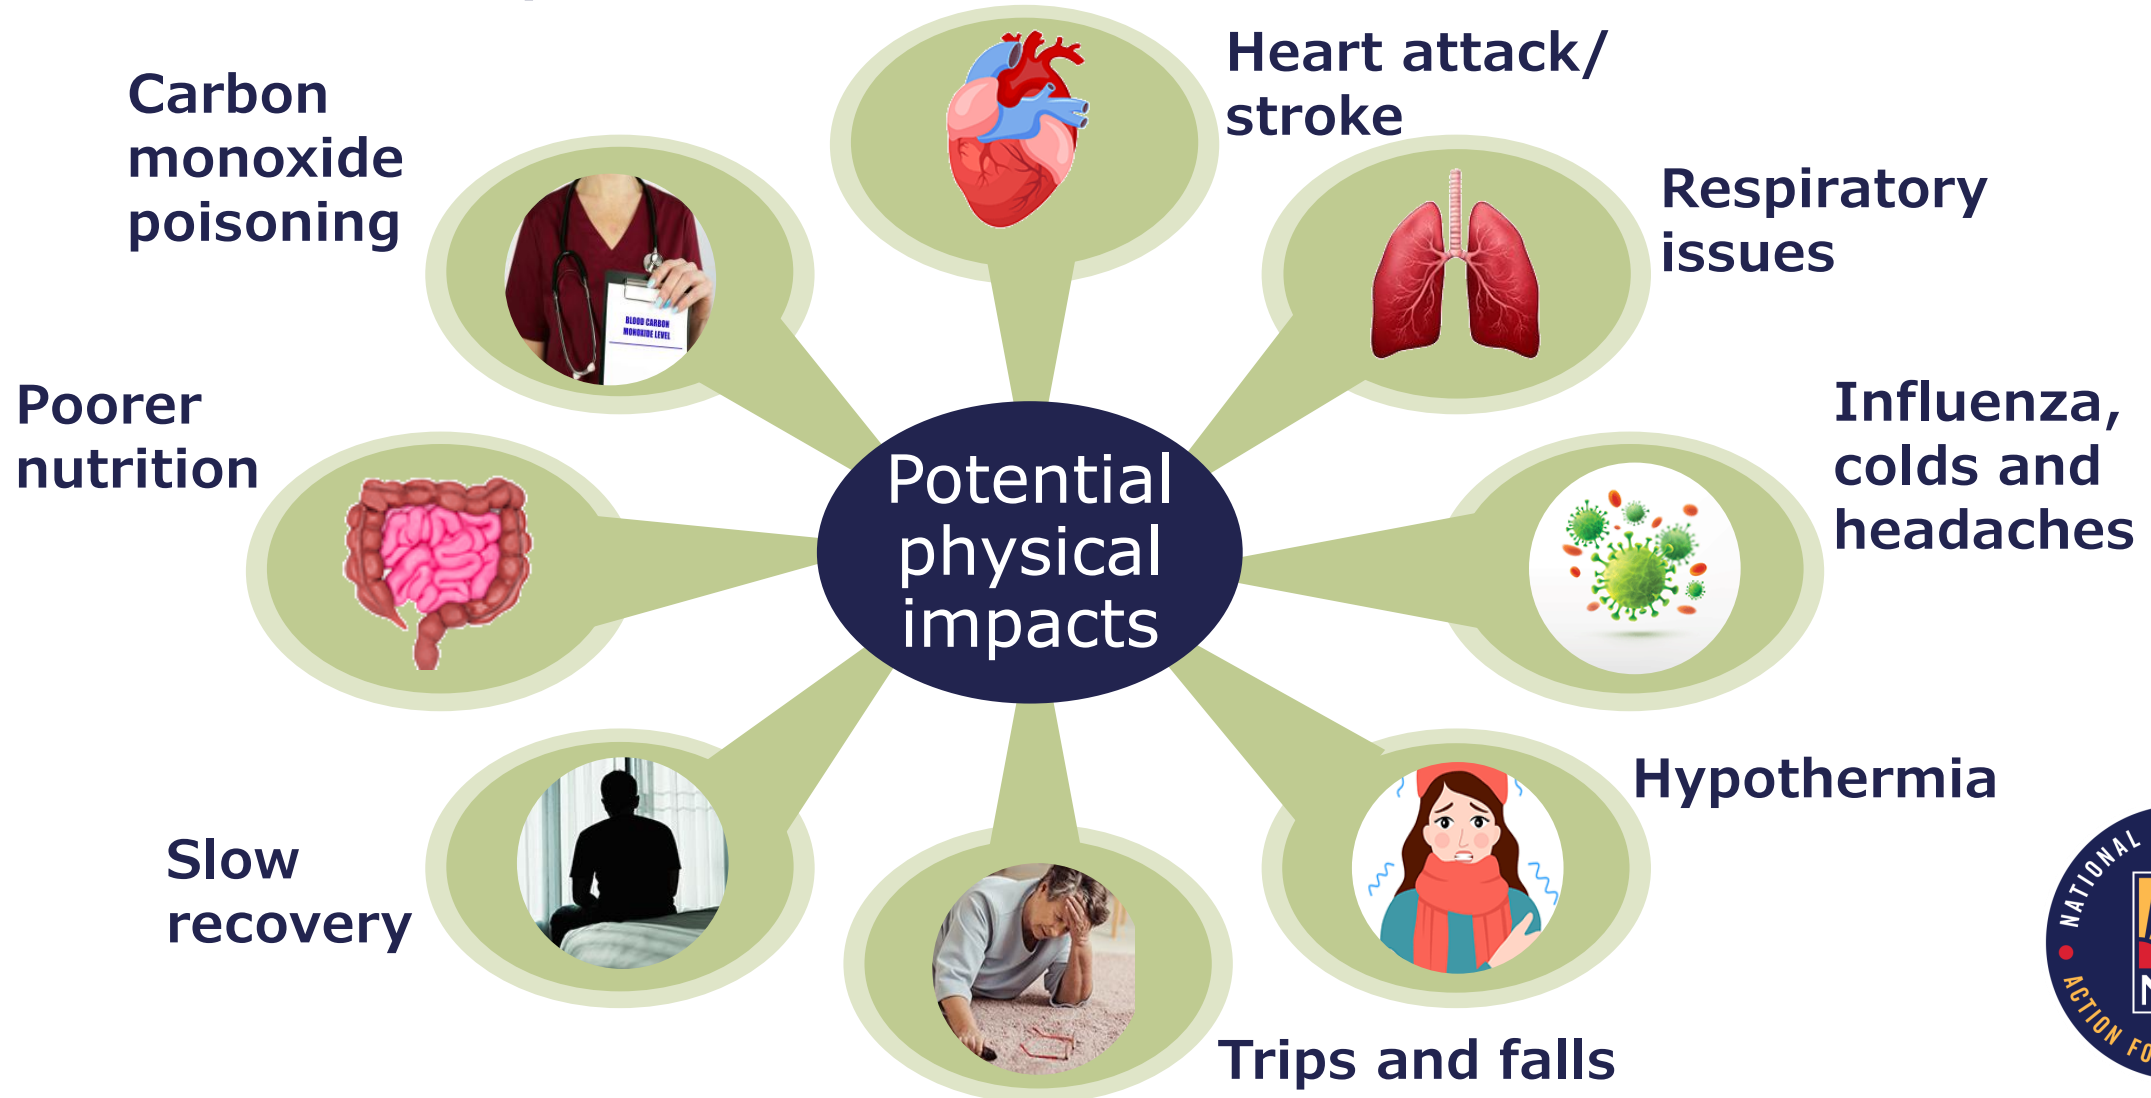 Heart attack/
stroke
Carbon
monoxide
poisoning
Respiratory
issues
BLOOD CARBON
MONOXIDE LEVEL
Poorer
nutrition
Influenza,
colds and
headaches
Potential
physical
impacts
Hypothermia
Slow
recovery
Trips and falls
NATIONAL
ACTION